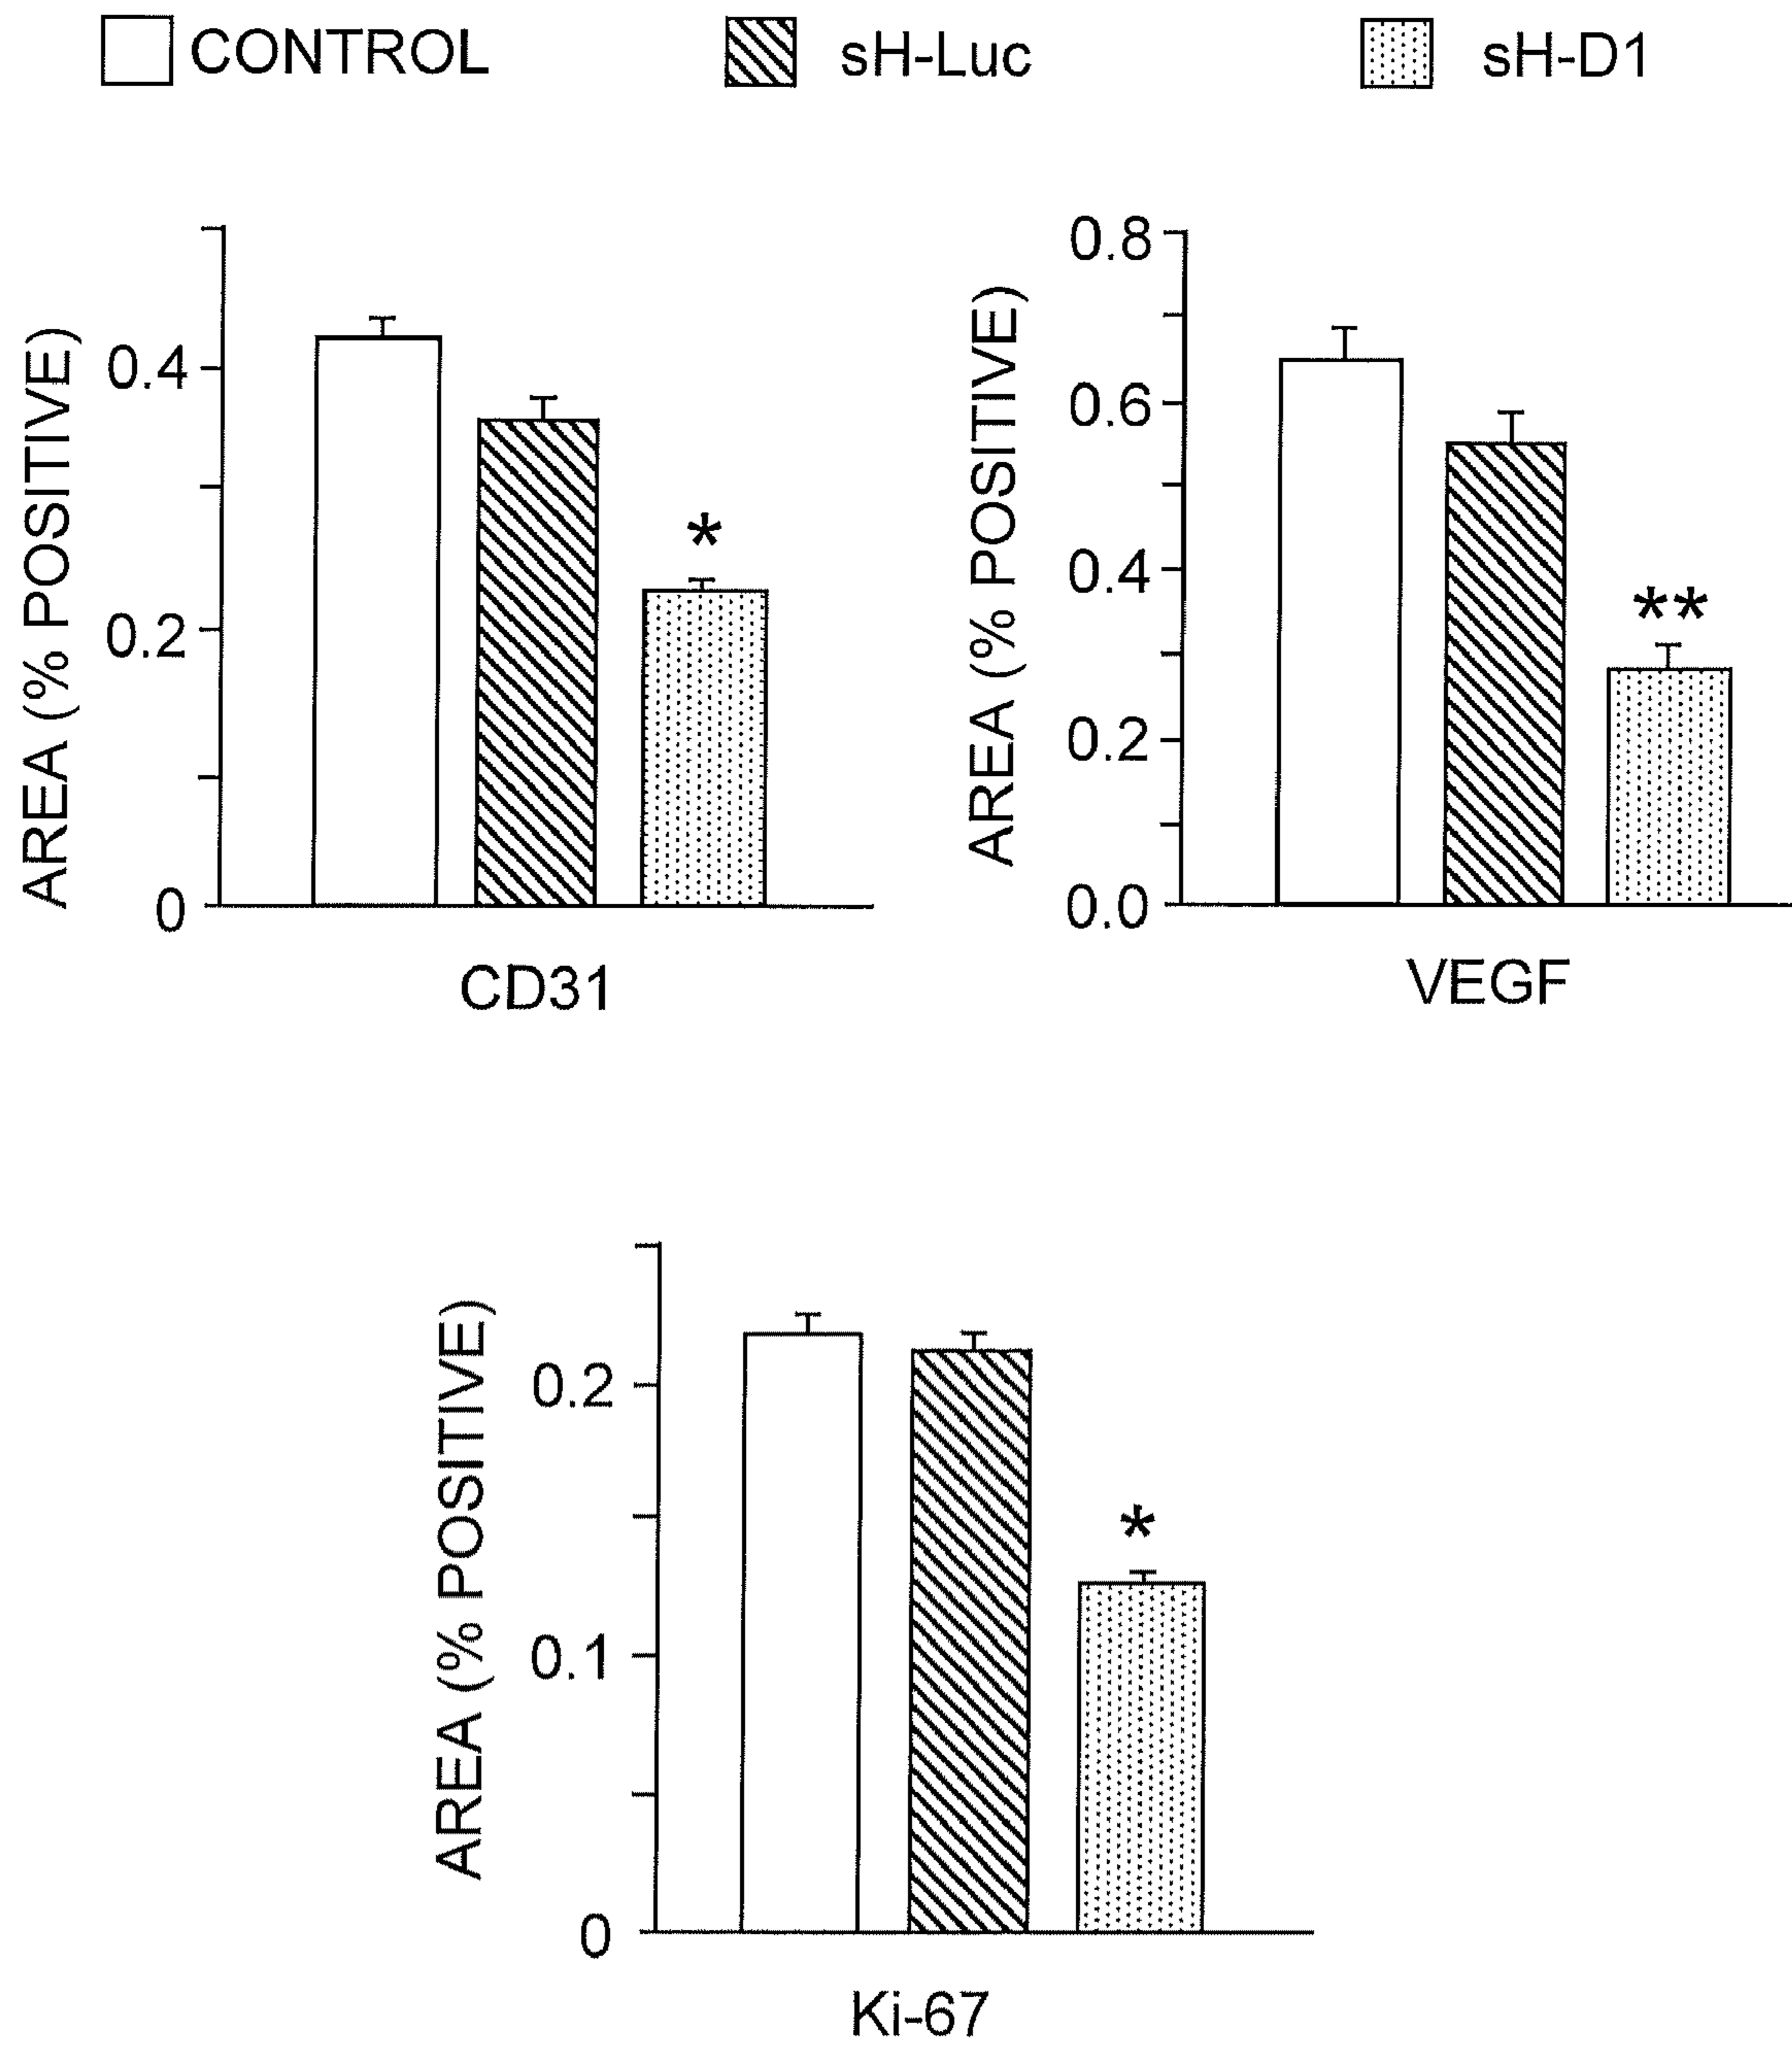 CONTROL
sH-Luc
sH-D1
AREA (% POSITIVE)
0.4
0.2
0
*
CD31
AREA (% POSITIVE)
0.8
0.6
0.4
0.2
0.0
**
VEGF
AREA (% POSITIVE)
0.2
0.1
0
*
Ki-67